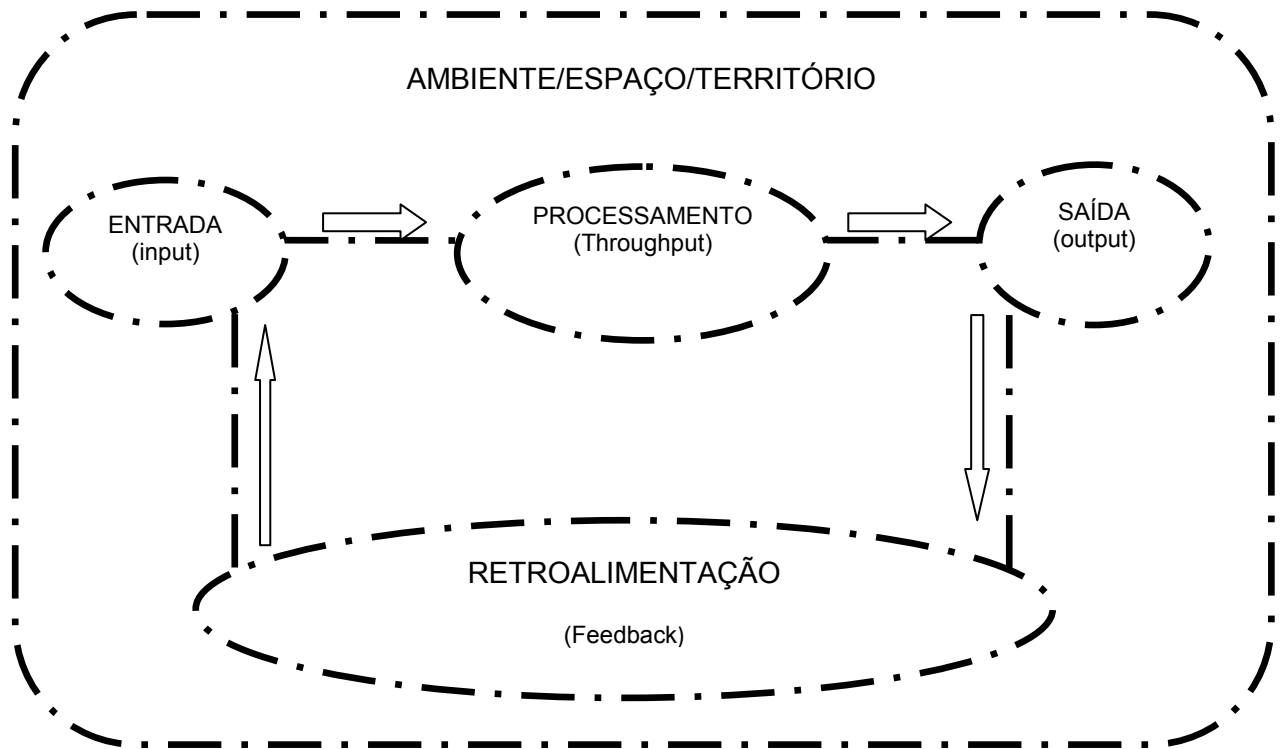 AMBIENTE/ESPAÇO/TERRITÓRIO
ENTRADA
(input)
PROCESSAMENTO
(Throughput)
SAÍDA
(output)
RETROALIMENTAÇÃO
(Feedback)